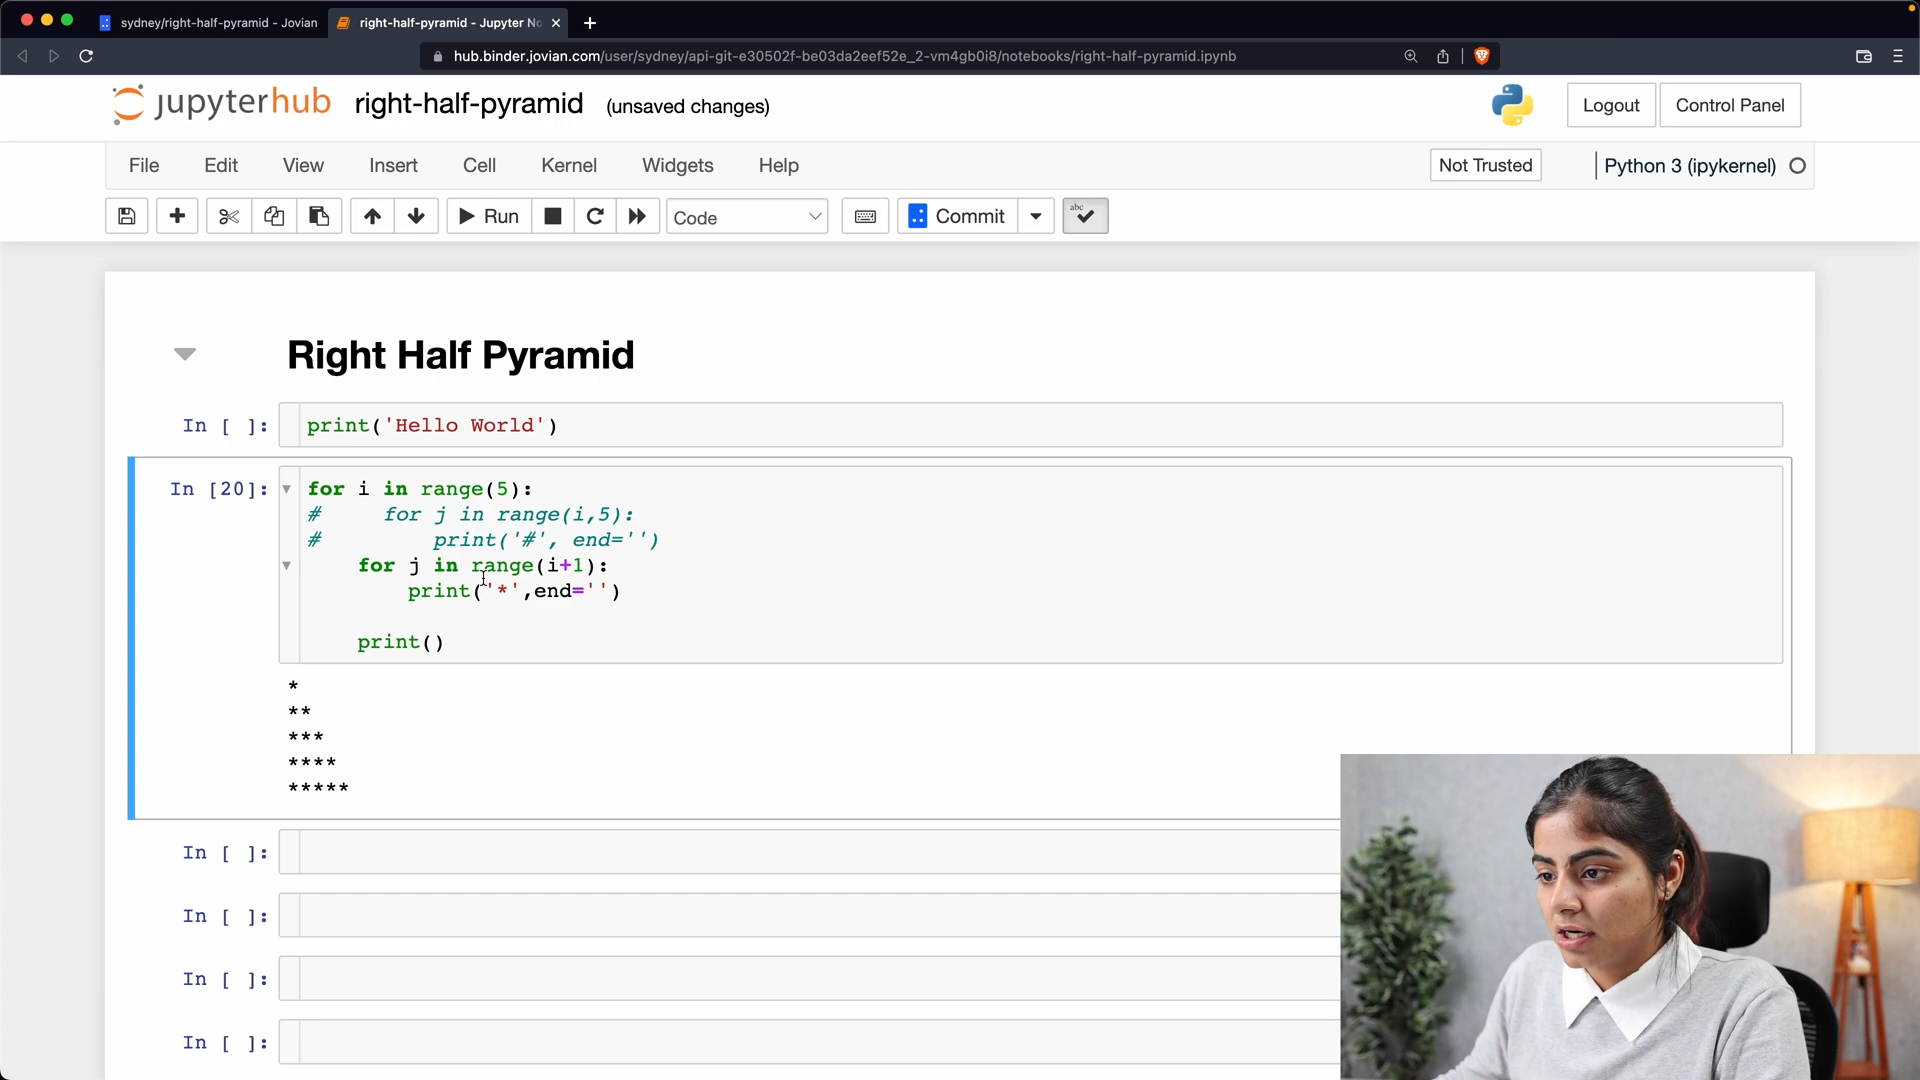 sydney/right-half-pyramid - Jovian
right-half-pyramid - Jupyter No
hub.binder.jovian.com/user/sydney/api-git-e30502f-be03da2eef52e_2-vm4gb0i8/notebooks/right-half-pyramid.ipynb
jupyterhub right-half-pyramid (unsaved changes) Logout Control Panel
File Edit View Insert Cell Kernel Widgets Help Not Trusted Python 3 (ipykernel)
Run Code Commit abc
Right Half Pyramid
In [ ]: print('Hello World')
In [20]: for i in range(5):
#      for j in range(i,5):
#          print('#', end='')
    for j in range(i+1):
        print('*',end='')
    print()
*
**
***
****
*****
In [ ]:
In [ ]:
In [ ]:
In [ ]: